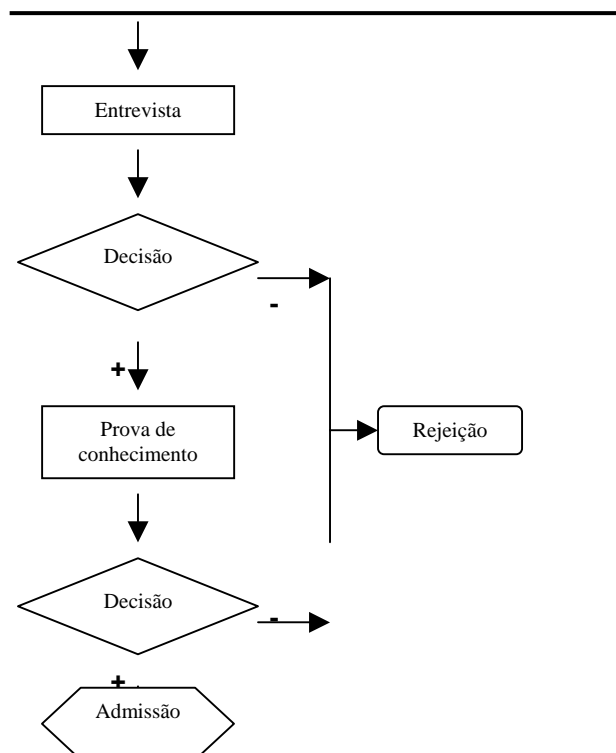 Entrevista
Decisão
-
+
Prova de
conhecimento
Rejeição
Decisão
-
+
Admissão